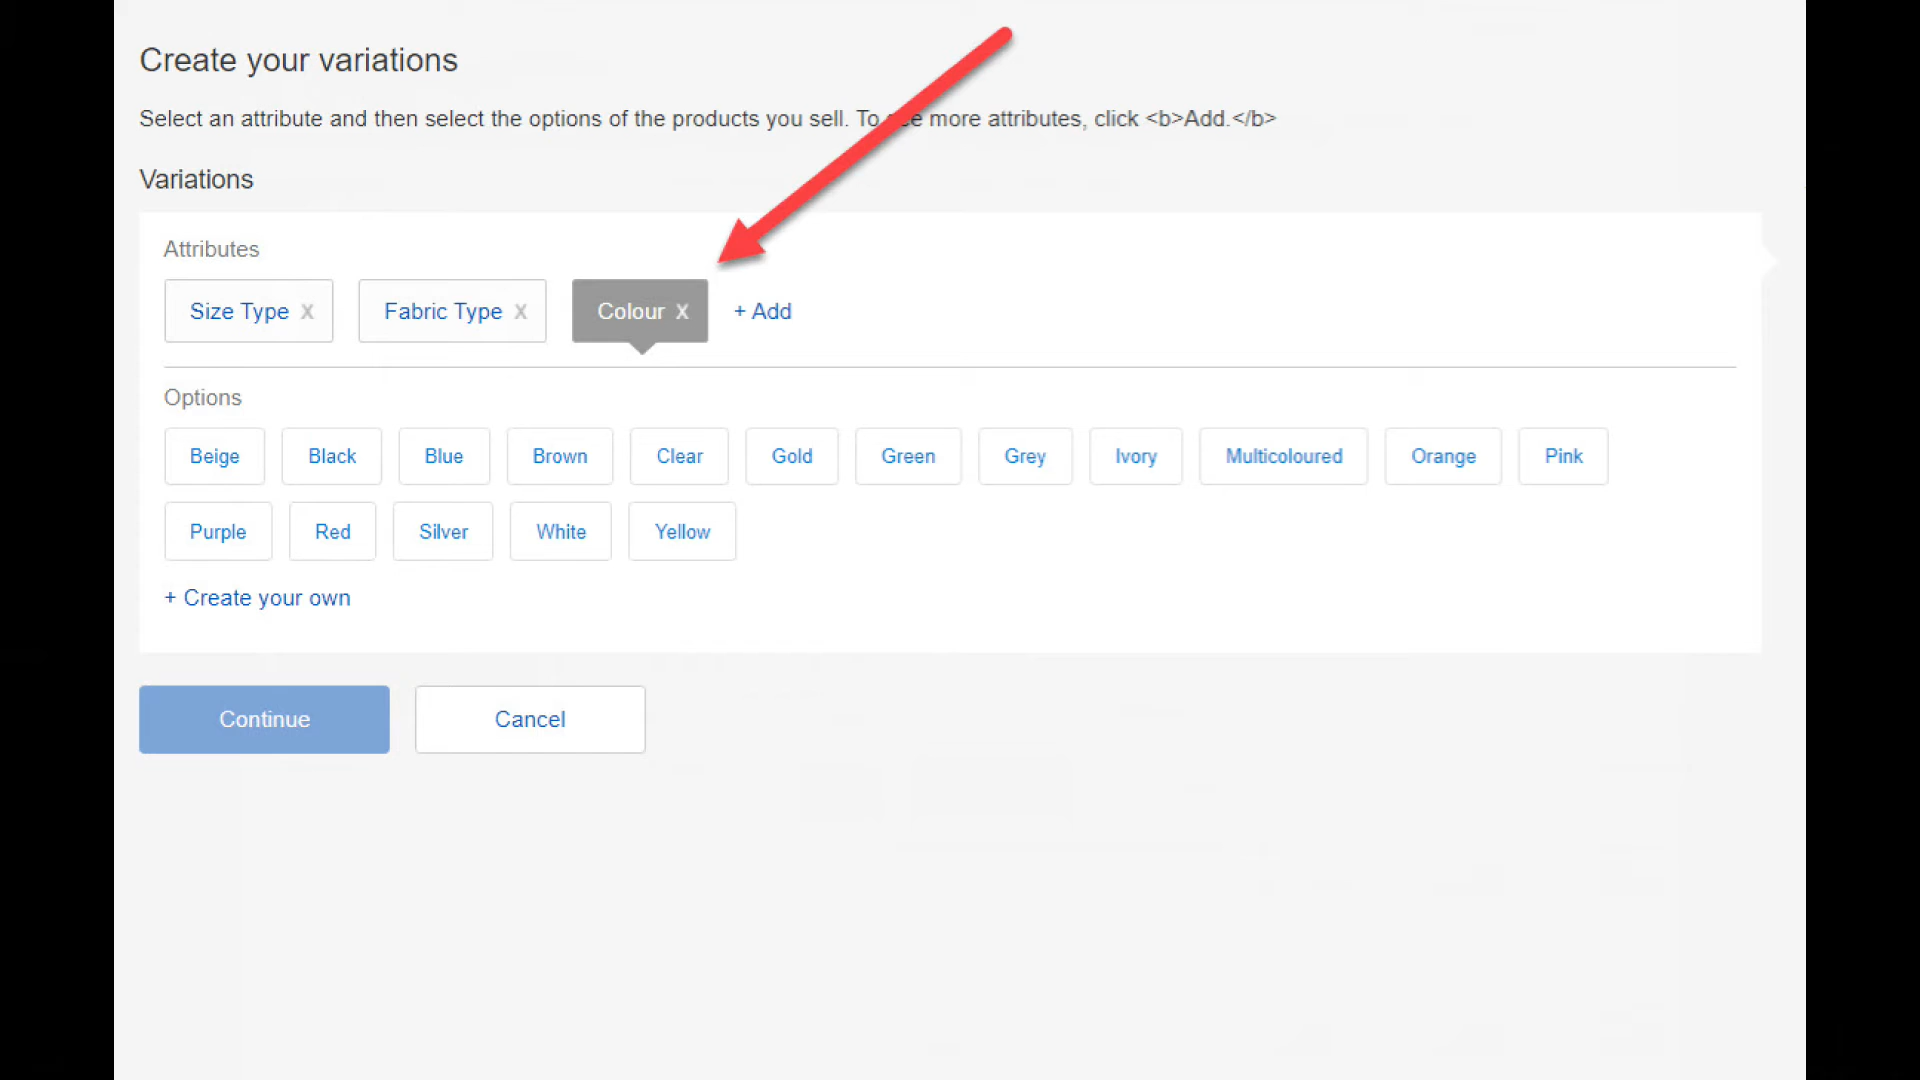 Create your variations
Select an attribute and then select the options of the products you sell. To see more attributes, click <b>Add.</b>
Variations
Attributes
Size Type X Fabric Type X Colour X + Add
Options
Beige Black Blue Brown Clear Gold Green Grey Ivory Multicoloured Orange Pink
Purple Red Silver White Yellow
+ Create your own
Continue Cancel